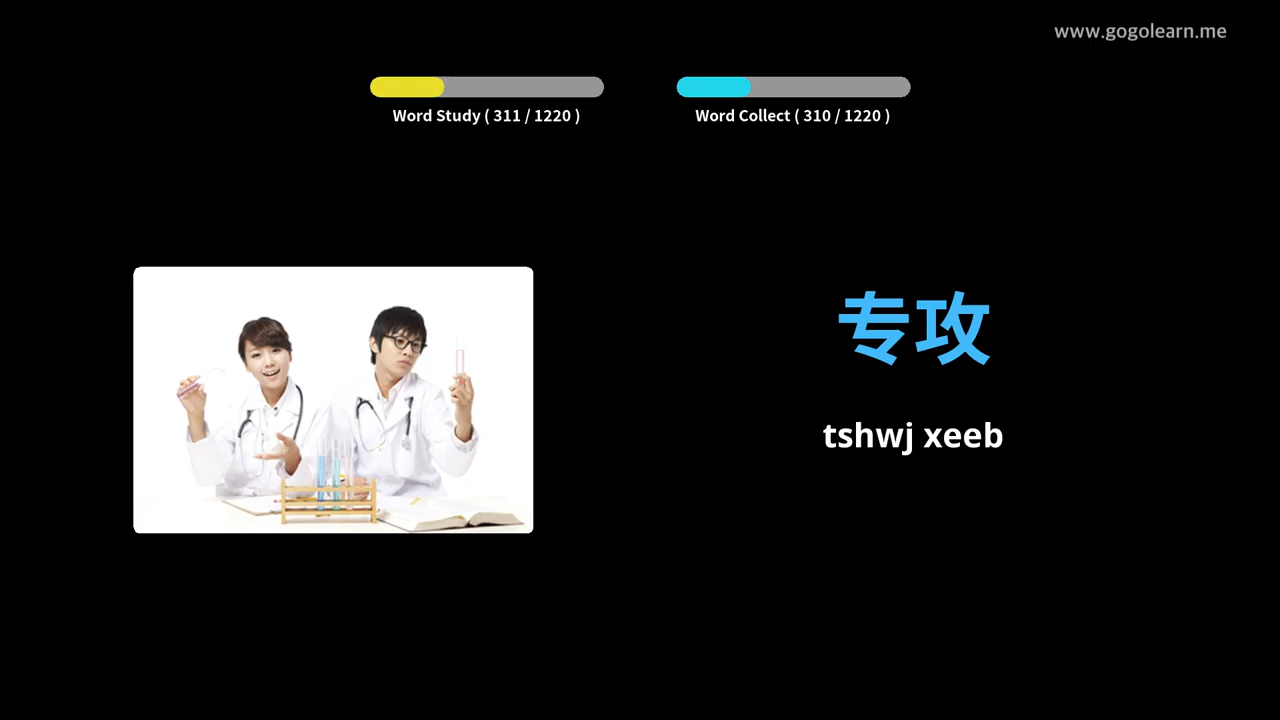 www.gogolearn.me
Word Study ( 311 / 1220 )
Word Collect ( 310 / 1220 )
专攻
tshwj xeeb